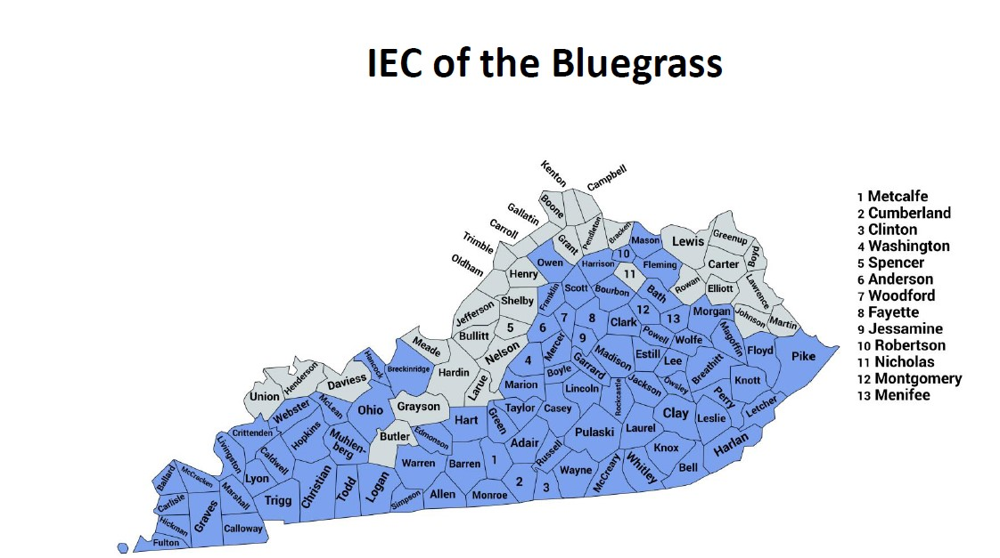 IEC of the Bluegrass
Kenton
Campbell
Gallatin
Boone
Carroll
Trimble
Oldham
Grant
Pendleton
Bracken
Mason
Lewis
Greenup
Boyd
Carter
Owen
Harrison
10
Fleming
Henry
11
Rowan
Elliott
Lawrence
Shelby
Franklin
Scott
Bourbon
Bath
Jefferson
5
6
7
8
Clark
12
13
Morgan
Johnson
Martin
Bullitt
Nelson
Mercer
9
Powell
Wolfe
Magoffin
Floyd
Pike
Meade
Hancock
Breckinridge
Hardin
Larue
4
Boyle
Garrard
Madison
Estill
Lee
Breathitt
Knott
Henderson
Daviess
Union
Marion
Lincoln
Rockcastle
Jackson
Owsley
Perry
Letcher
Webster
McLean
Ohio
Grayson
Hart
Green
Taylor
Casey
Clay
Leslie
Crittenden
Hopkins
Muhlen-
berg
Butler
Edmonson
Adair
Pulaski
Laurel
Harlan
Livingston
Caldwell
Warren
Barren
1
Russell
Knox
Ballard
McCracken
Lyon
Christian
Todd
Logan
Wayne
McCreary
Whitley
Bell
Carlisle
Marshall
Trigg
Simpson
Allen
Monroe
2
3
Hickman
Graves
Calloway
Fulton
1 Metcalfe
2 Cumberland
3 Clinton
4 Washington
5 Spencer
6 Anderson
7 Woodford
8 Fayette
9 Jessamine
10 Robertson
11 Nicholas
12 Montgomery
13 Menifee